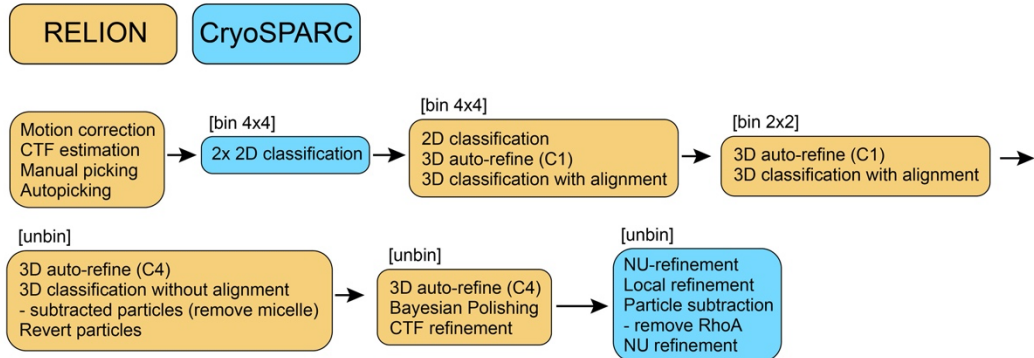 RELION
CryoSPARC
Motion correction
CTF estimation
Manual picking
Autopicking
[bin 4x4]
2x 2D classification
[bin 4x4]
2D classification
3D auto-refine (C1)
3D classification with alignment
[bin 2x2]
3D auto-refine (C1)
3D classification with alignment
[unbin]
3D auto-refine (C4)
3D classification without alignment
- subtracted particles (remove micelle)
Revert particles
[unbin]
3D auto-refine (C4)
Bayesian Polishing
CTF refinement
[unbin]
NU-refinement
Local refinement
Particle subtraction
- remove RhoA
NU refinement